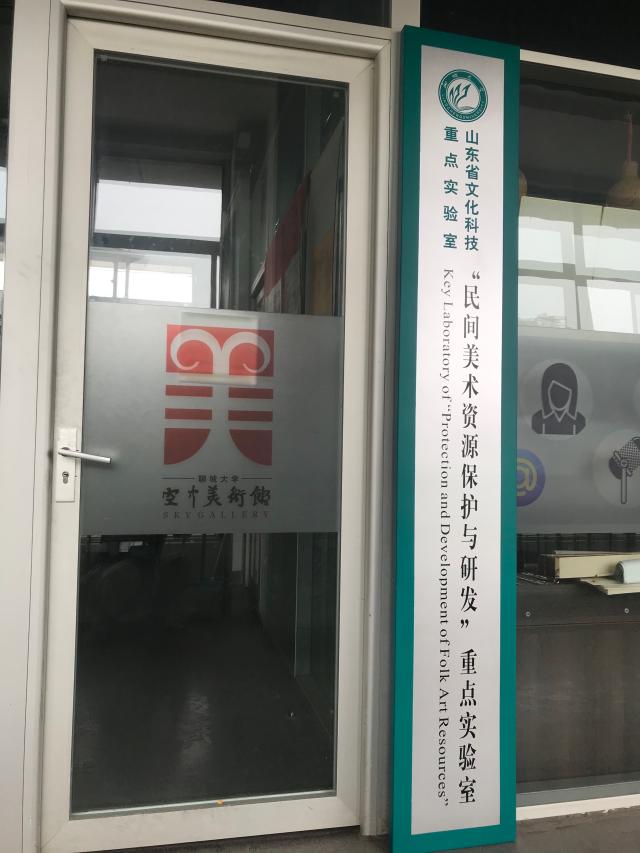 聊城大学
空中美術館
SKY GALLERY
山东省文化科技
重点实验室
“民间美术资源保护与研发”重点实验室
Key Laboratory of “Protection and Development of Folk Art Resources”